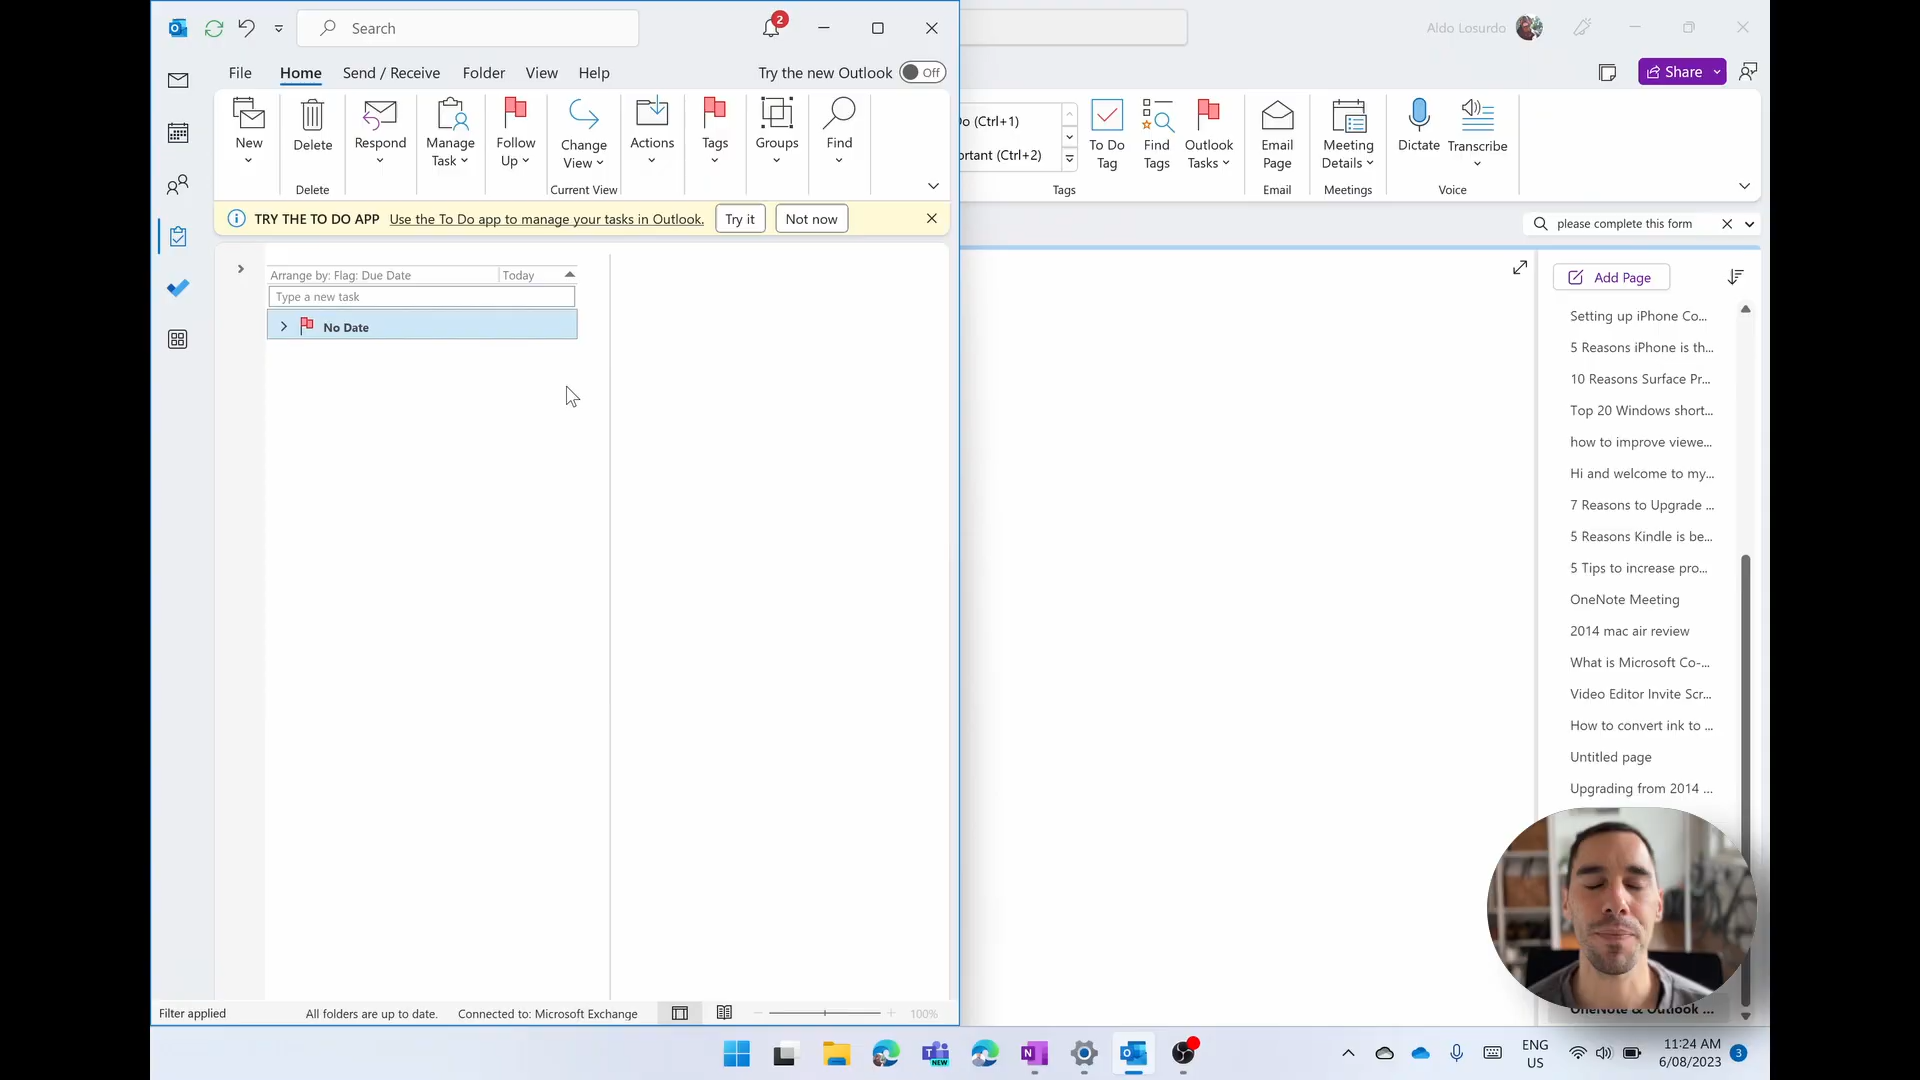 Search
2
Aldo Losurdo
File
Home
Send / Receive
Folder
View
Help
Try the new Outlook
Off
Share
New
Delete
Respond
Manage
Task
Follow
Up
Change
View
Actions
Tags
Groups
Find
Delete
Current View
o (Ctrl+1)
ortant (Ctrl+2)
To Do
Tag
Find
Tags
Outlook
Tasks
Email
Page
Meeting
Details
Dictate
Transcribe
Tags
Email
Meetings
Voice
TRY THE TO DO APP Use the To Do app to manage your tasks in Outlook.
Try it
Not now
please complete this form
Arrange by: Flag: Due Date
Today
Type a new task
No Date
Add Page
Setting up iPhone Co...
5 Reasons iPhone is th...
10 Reasons Surface Pr...
Top 20 Windows short...
how to improve viewe...
Hi and welcome to my...
7 Reasons to Upgrade ...
5 Reasons Kindle is be...
5 Tips to increase pro...
OneNote Meeting
2014 mac air review
What is Microsoft Co-...
Video Editor Invite Scr...
How to convert ink to ...
Untitled page
Upgrading from 2014 ...
OneNote & Outlook ...
Filter applied
All folders are up to date.
Connected to: Microsoft Exchange
100%
NEW
ENG
US
11:24 AM
6/08/2023
3